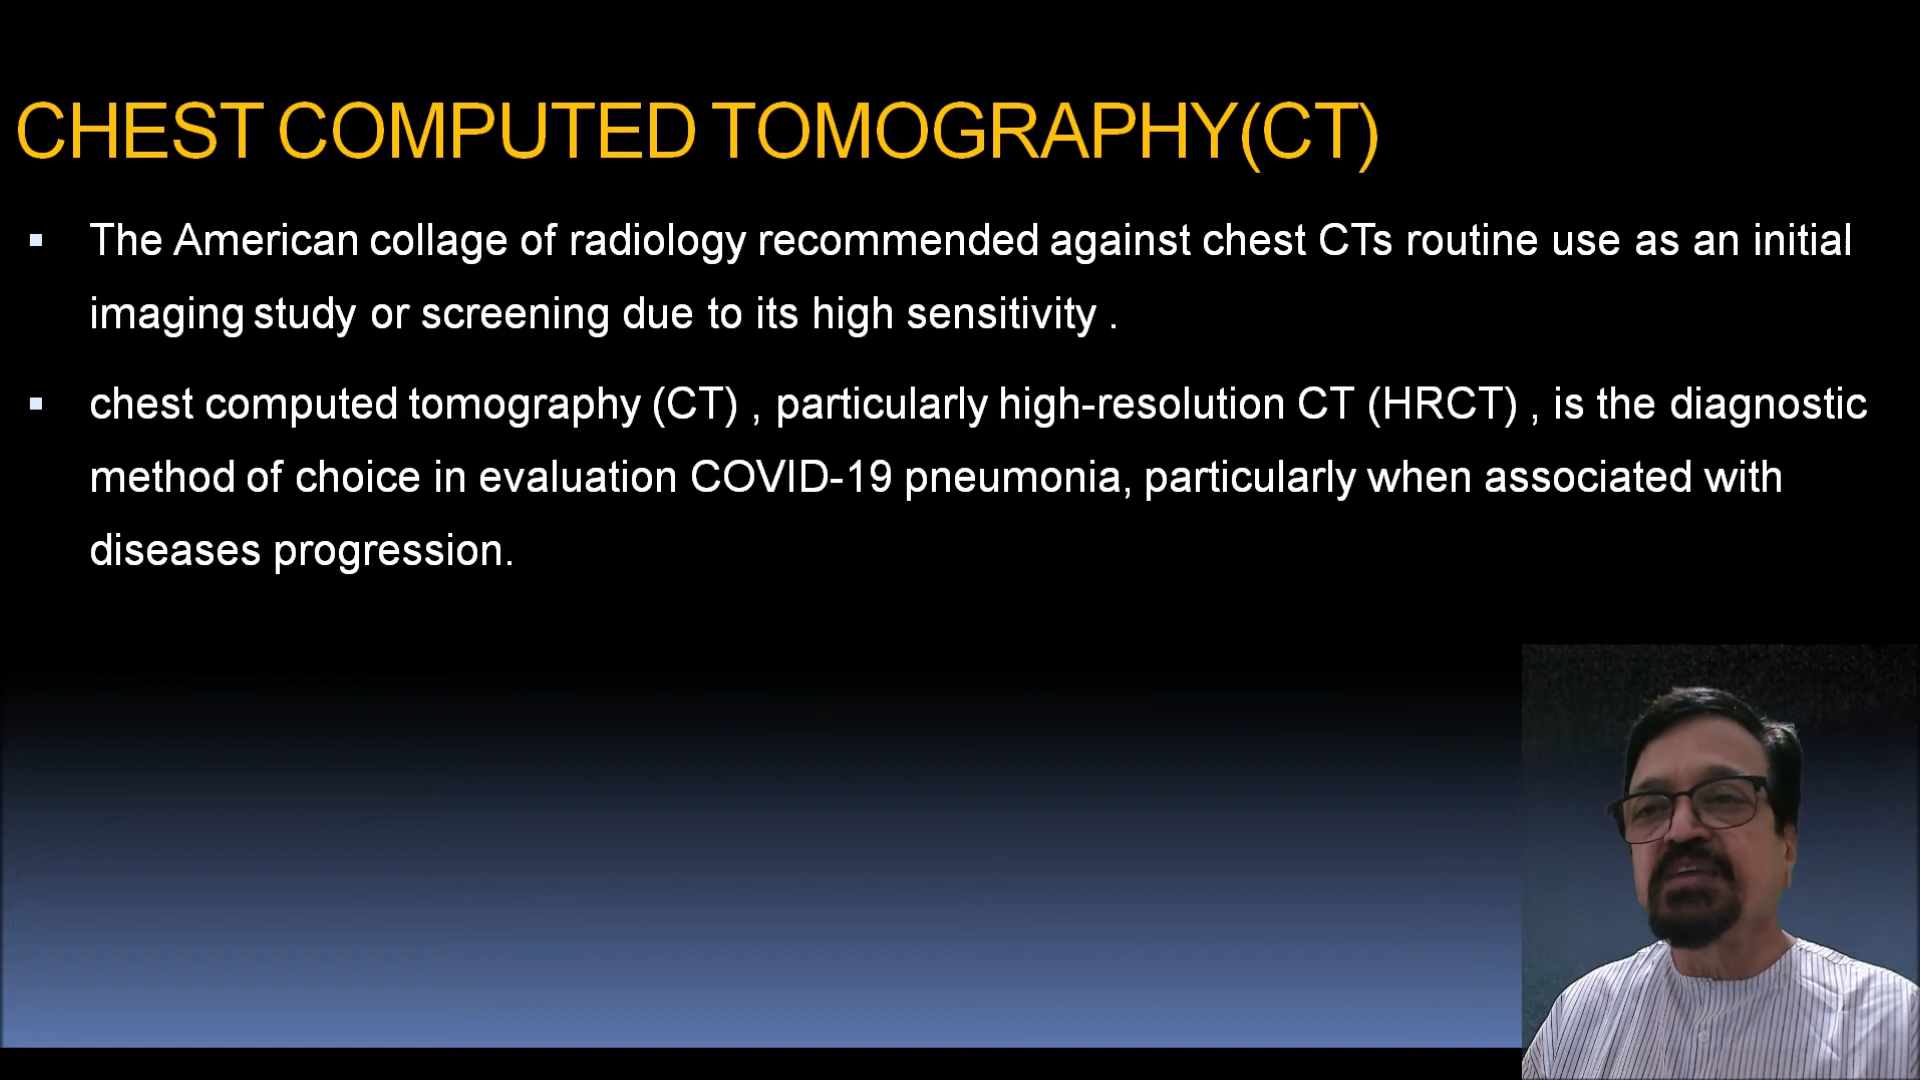 CHEST COMPUTED TOMOGRAPHY(CT)
▪ The American collage of radiology recommended against chest CTs routine use as an initial
imaging study or screening due to its high sensitivity .
▪ chest computed tomography (CT) , particularly high-resolution CT (HRCT) , is the diagnostic
method of choice in evaluation COVID-19 pneumonia, particularly when associated with
diseases progression.